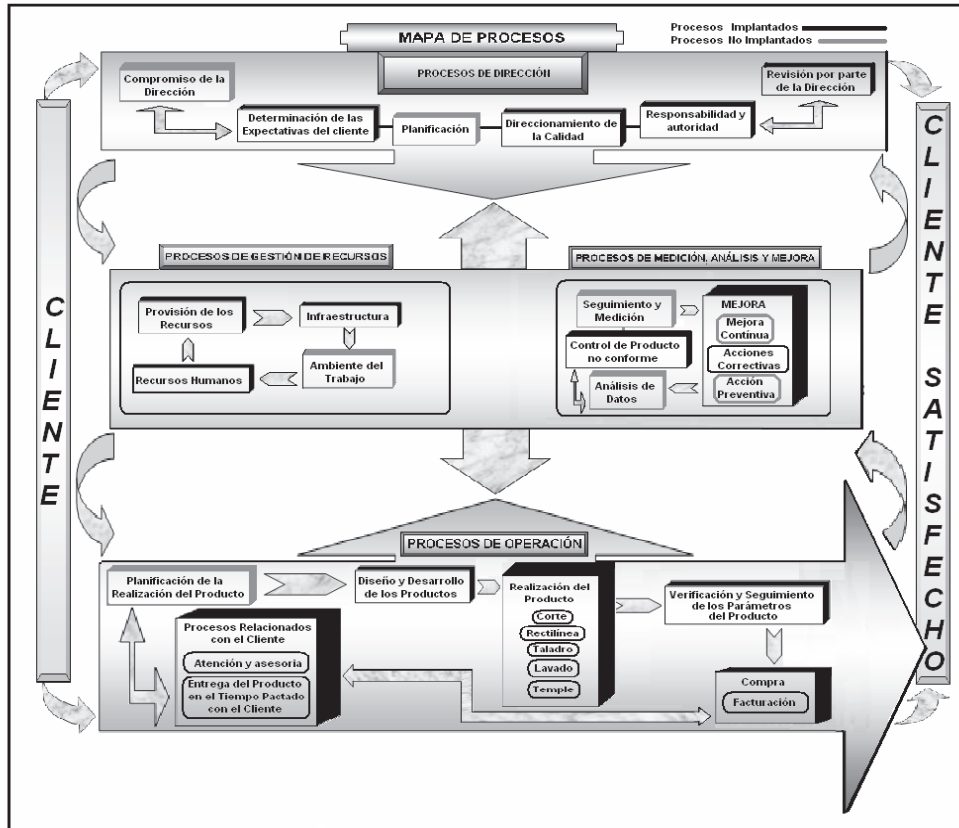 Procesos Implantados
Procesos No Implantados
MAPA DE PROCESOS
PROCESOS DE DIRECCIÓN
Compromiso de la
Dirección
Revisión por parte
de la Dirección
Determinación de las
Expectativas del cliente
Planificación
Direccionamiento de
la Calidad
Responsabilidad y
autoridad
CLIENTE
CLIENTE SATISFECHO
PROCESOS DE GESTIÓN DE RECURSOS
Provisión de los
Recursos
Infraestructura
Recursos Humanos
Ambiente del
Trabajo
PROCESOS DE MEDICIÓN, ANÁLISIS Y MEJORA
Seguimiento y
Medición
MEJORA
Mejora
Contínua
Control de Producto
no conforme
Acciones
Correctivas
Análisis de
Datos
Acción
Preventiva
PROCESOS DE OPERACIÓN
Planificación de la
Realización del Producto
Diseño y Desarrollo
de los Productos
Realización del
Producto
Corte
Rectilínea
Taladro
Lavado
Temple
Verificación y Seguimiento
de los Parámetros
del Producto
Procesos Relacionados
con el Cliente
Atención y asesoría
Entrega del Producto
en el Tiempo Pactado
con el Cliente
Compra
Facturación